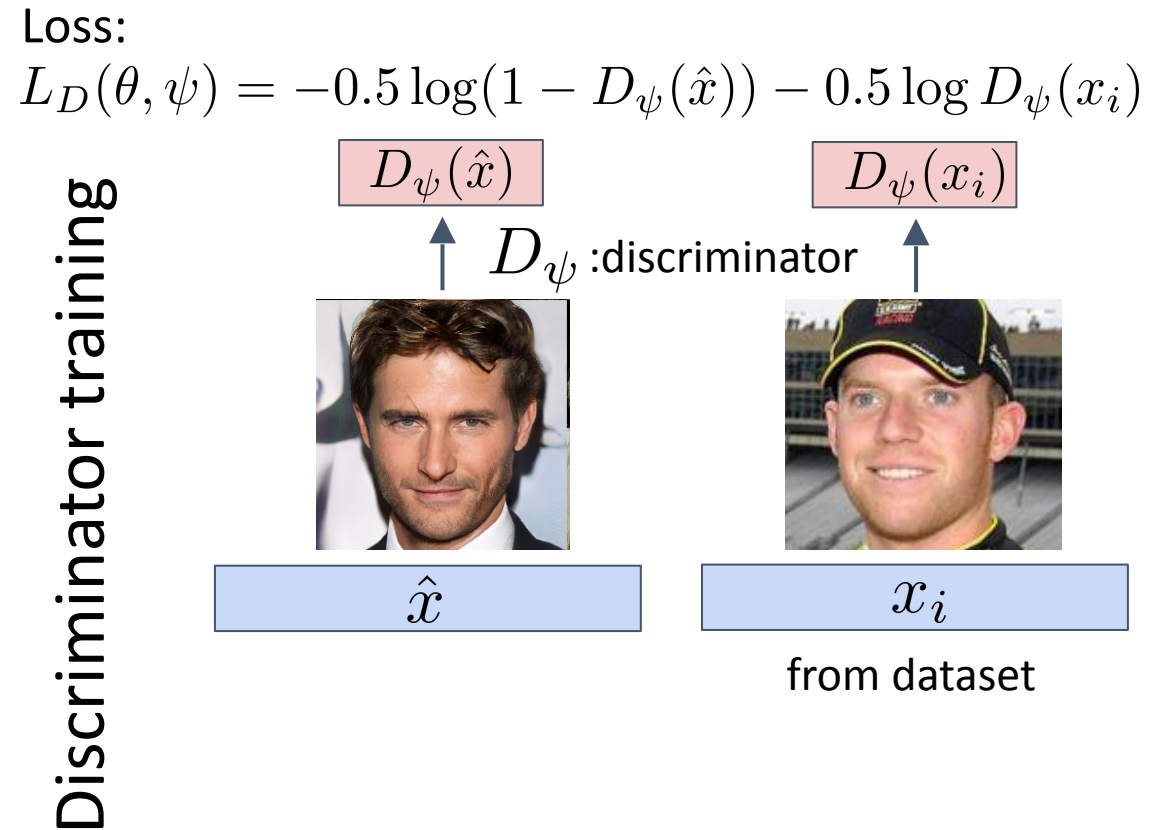 Loss:
L_D(θ, ψ) = −0.5 log(1 − D_ψ(x̂)) − 0.5 log D_ψ(x_i)
D_ψ(x̂)
D_ψ(x_i)
D_ψ :discriminator
Discriminator training
RACING
x̂
x_i
from dataset